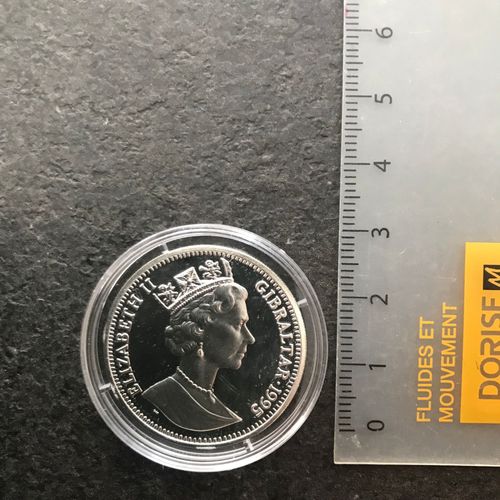 ELIZABETH II
GIBRALTAR · 1995
6
5
4
3
2
1
0
FLUIDES ET
MOUVEMENT
DORISE M